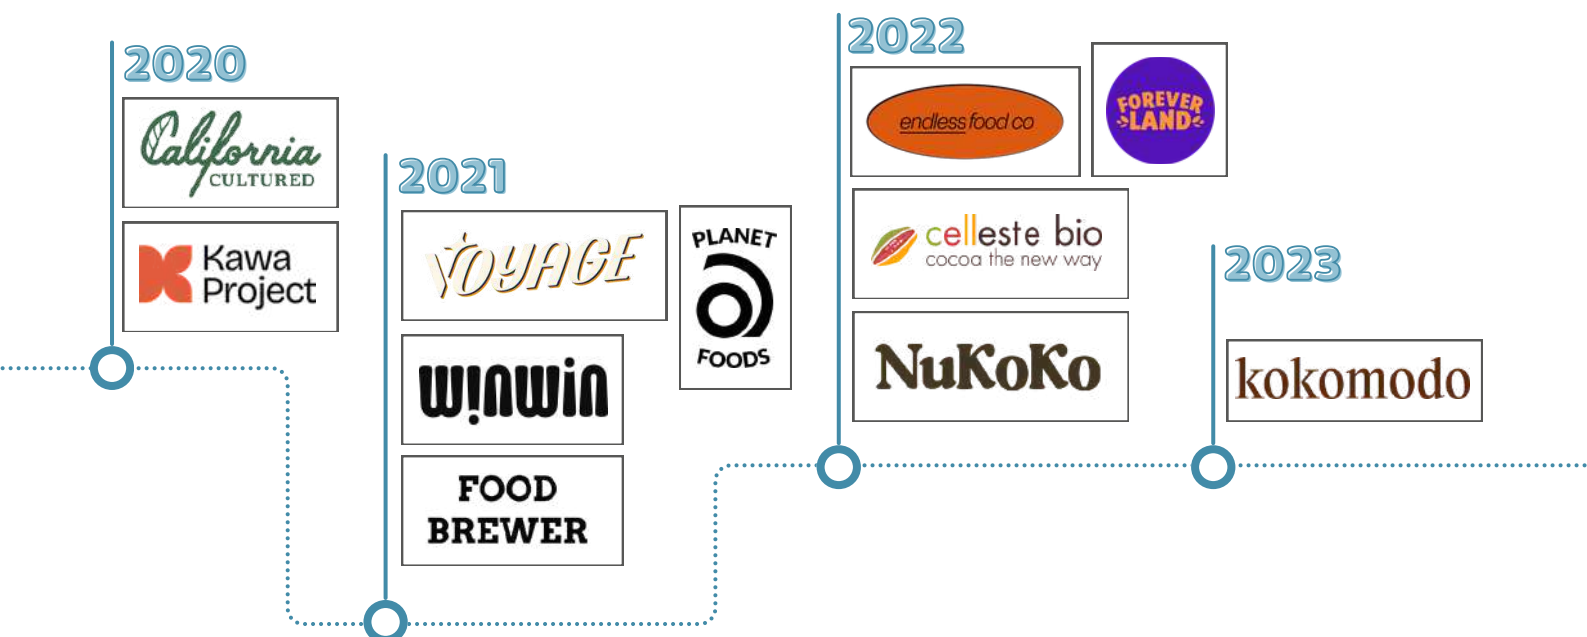 2020
California
CULTURED
Kawa
Project
2021
VOYAGE
PLANET
FOODS
winwin
FOOD
BREWER
2022
endless food co
FOREVER
LAND
celleste bio
cocoa the new way
NuKoKo
2023
kokomodo